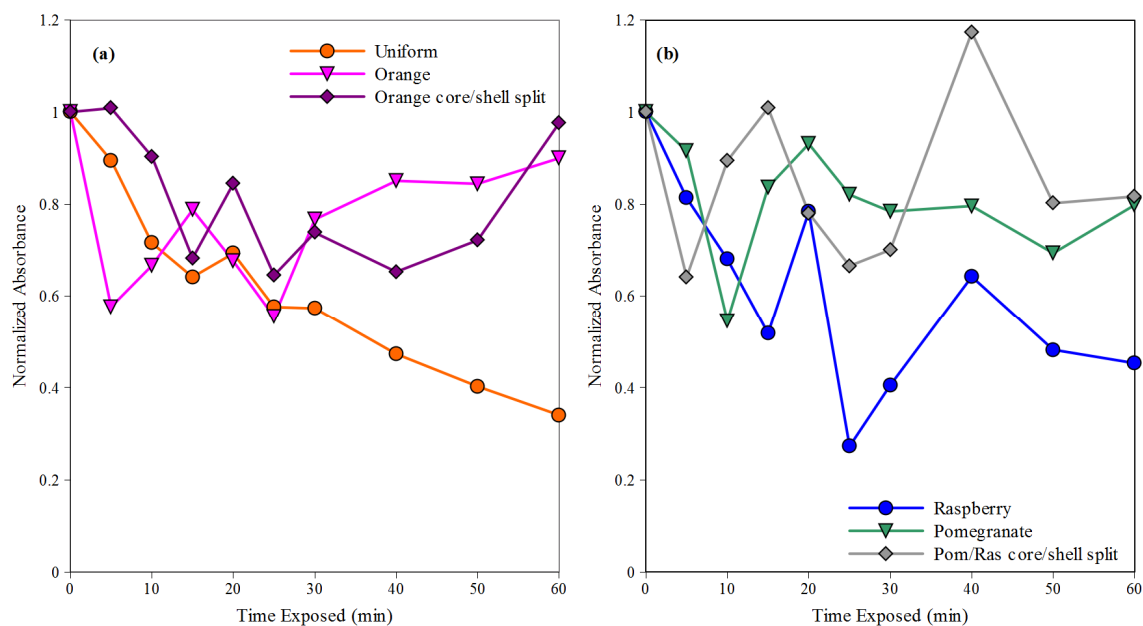 (a)
Uniform
Orange
Orange core/shell split
Normalized Absorbance
1.2
1
0.8
0.6
0.4
0.2
0
0 10 20 30 40 50 60
Time Exposed (min)
(b)
Raspberry
Pomegranate
Pom/Ras core/shell split
Normalized Absorbance
1.2
1
0.8
0.6
0.4
0.2
0
0 10 20 30 40 50 60
Time Exposed (min)